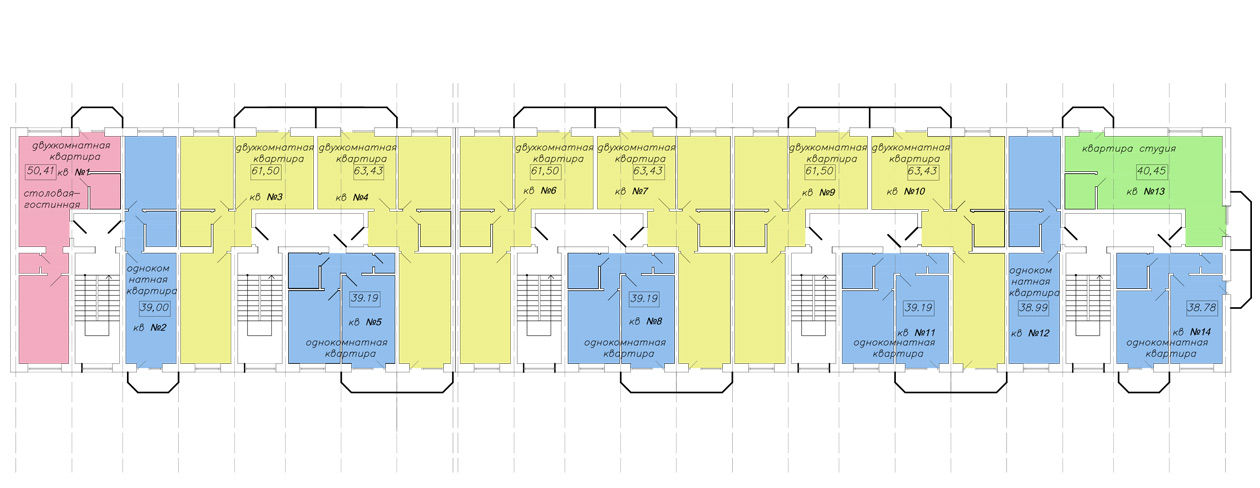 двухкомнатная
квартира
50,41
кв №1
столовая—
гостинная
одноком
натная
квартира
39,00
кв №2
двухкомнатная
квартира
61,50
кв №3
двухкомнатная
квартира
63,43
кв №4
39.19
кв №5
однокомнатная
квартира
двухкомнатная
квартира
61,50
кв №6
двухкомнатная
квартира
63,43
кв №7
39.19
кв №8
однокомнатная
квартира
двухкомнатная
квартира
61,50
кв №9
двухкомнатная
квартира
63,43
кв №10
39.19
кв №11
однокомнатная
квартира
одноком
натная
квартира
38.99
кв №12
квартира студия
40,45
кв №13
38.78
кв №14
однокомнатная
квартира